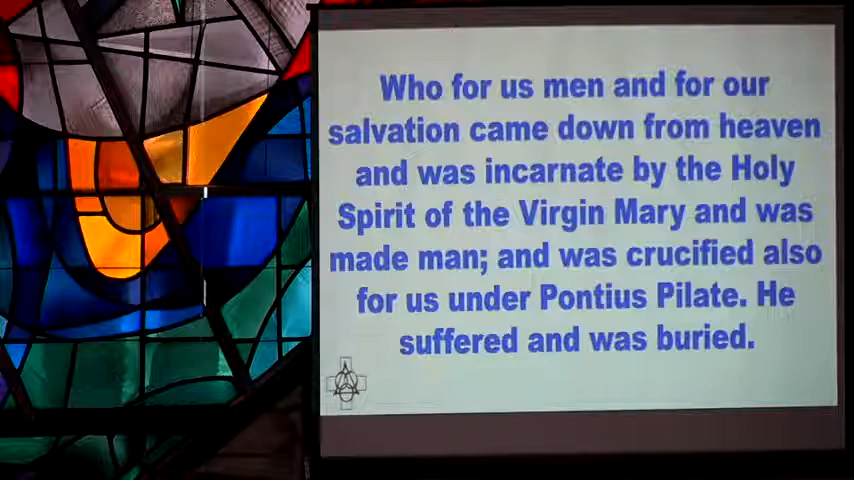 Who for us men and for our
salvation came down from heaven
and was incarnate by the Holy
Spirit of the Virgin Mary and was
made man; and was crucified also
for us under Pontius Pilate. He
suffered and was buried.